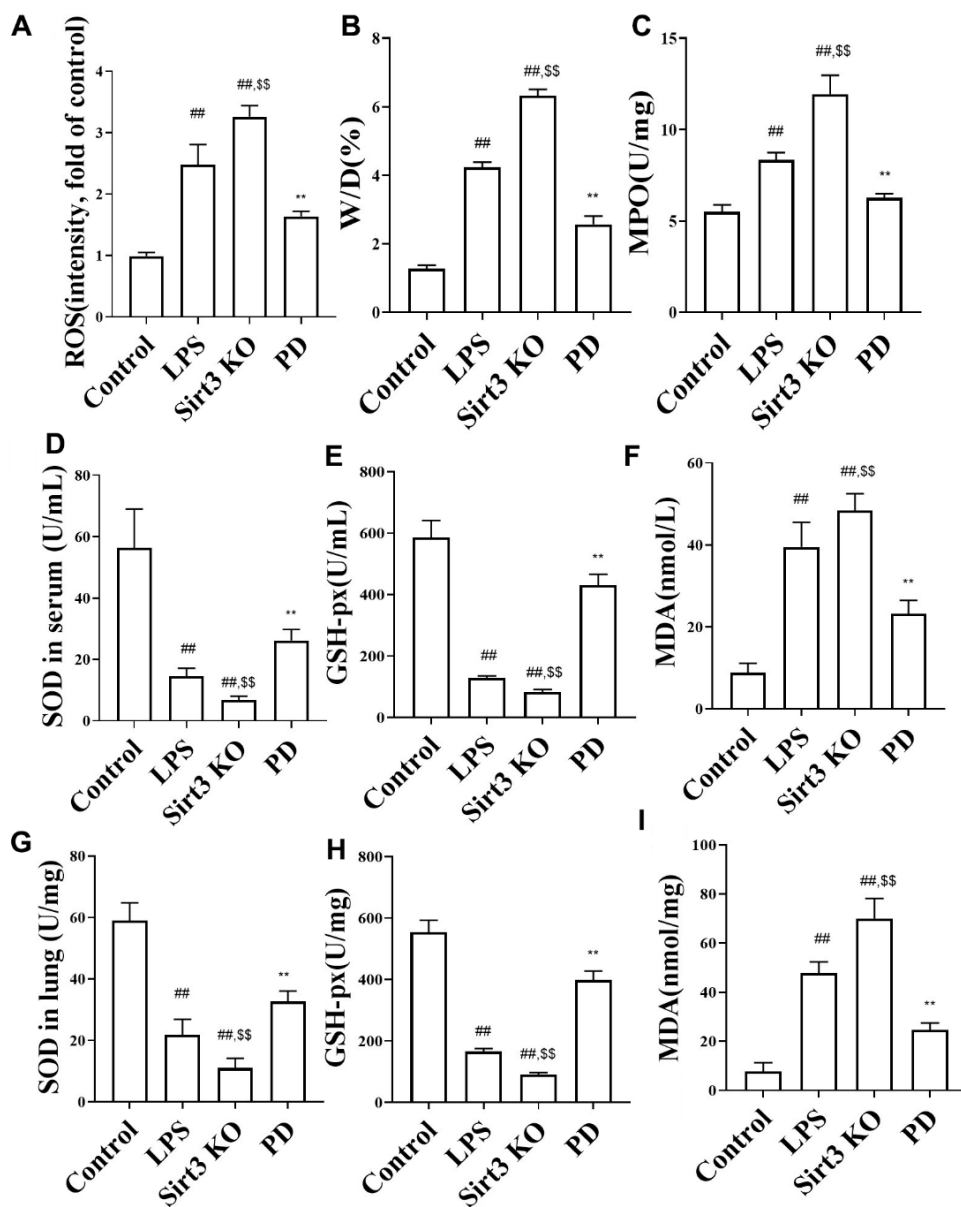 A
ROS(intensity, fold of control)
4
3
2
1
0
##
##,$$
**
Control
LPS
Sirt3 KO
PD
B
W/D(%)
8
6
4
2
0
##
##,$$
**
Control
LPS
Sirt3 KO
PD
C
MPO(U/mg)
15
10
5
0
##
##,$$
**
Control
LPS
Sirt3 KO
PD
D
SOD in serum (U/mL)
80
60
40
20
0
##
##,$$
**
Control
LPS
Sirt3 KO
PD
E
GSH-px(U/mL)
800
600
400
200
0
##
##,$$
**
Control
LPS
Sirt3 KO
PD
F
MDA(nmol/L)
60
40
20
0
##
##,$$
**
Control
LPS
Sirt3 KO
PD
G
SOD in lung (U/mg)
80
60
40
20
0
##
##,$$
**
Control
LPS
Sirt3 KO
PD
H
GSH-px(U/mg)
800
600
400
200
0
##
##,$$
**
Control
LPS
Sirt3 KO
PD
I
MDA(nmol/mg)
100
80
60
40
20
0
##
##,$$
**
Control
LPS
Sirt3 KO
PD